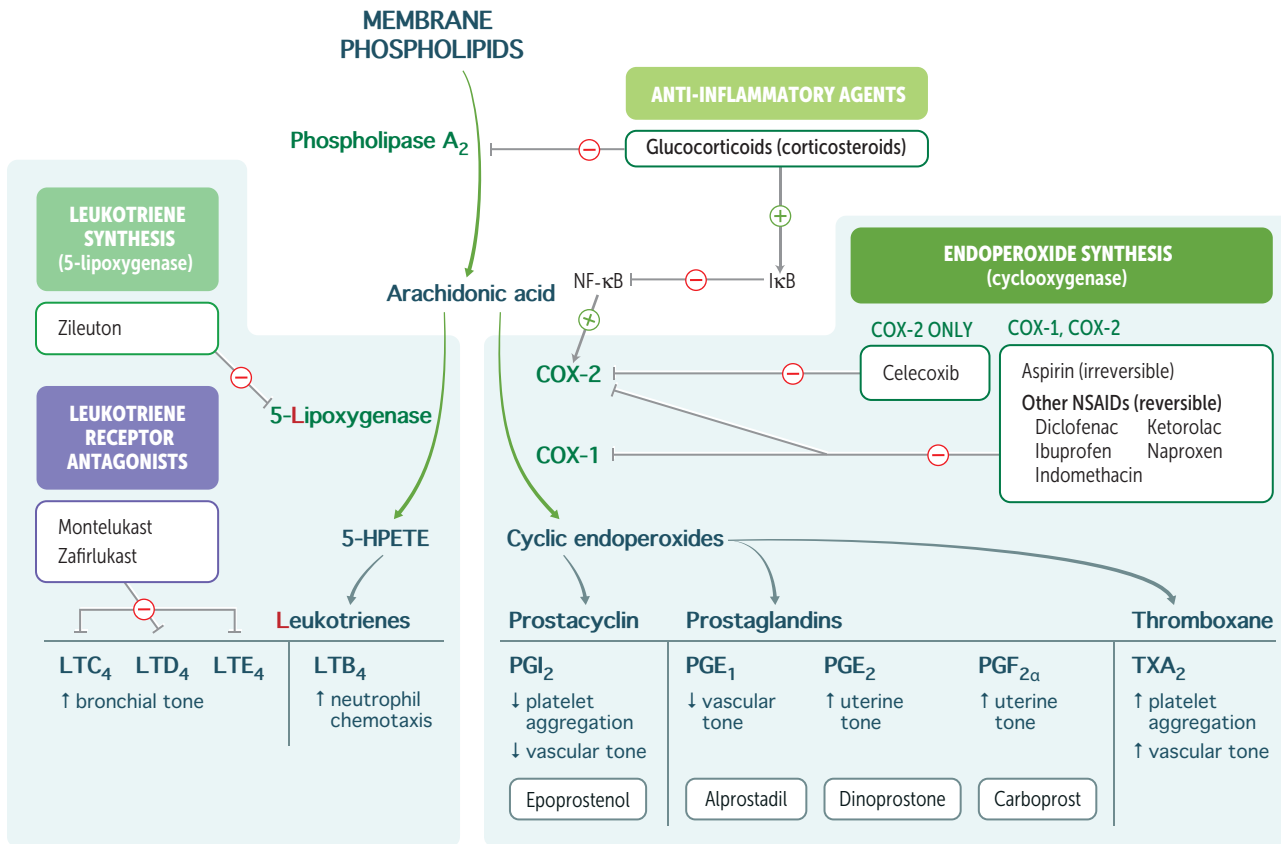 MEMBRANE
PHOSPHOLIPIDS
ANTI-INFLAMMATORY AGENTS
Phospholipase A₂
Glucocorticoids (corticosteroids)
−
+
LEUKOTRIENE
SYNTHESIS
(5-lipoxygenase)
Zileuton
−
5-Lipoxygenase
LEUKOTRIENE
RECEPTOR
ANTAGONISTS
Montelukast
Zafirlukast
−
Arachidonic acid
NF-κB
−
IκB
+
ENDOPEROXIDE SYNTHESIS
(cyclooxygenase)
COX-2 ONLY
COX-1, COX-2
COX-2
−
Celecoxib
COX-1
−
Aspirin (irreversible)
Other NSAIDs (reversible)
Diclofenac Ketorolac
Ibuprofen Naproxen
Indomethacin
5-HPETE
Cyclic endoperoxides
Leukotrienes
Prostacyclin
Prostaglandins
Thromboxane
LTC₄ LTD₄ LTE₄
↑ bronchial tone
LTB₄
↑ neutrophil
chemotaxis
PGI₂
↓ platelet
aggregation
↓ vascular tone
Epoprostenol
PGE₁
↓ vascular
tone
Alprostadil
PGE₂
↑ uterine
tone
Dinoprostone
PGF₂α
↑ uterine
tone
Carboprost
TXA₂
↑ platelet
aggregation
↑ vascular tone